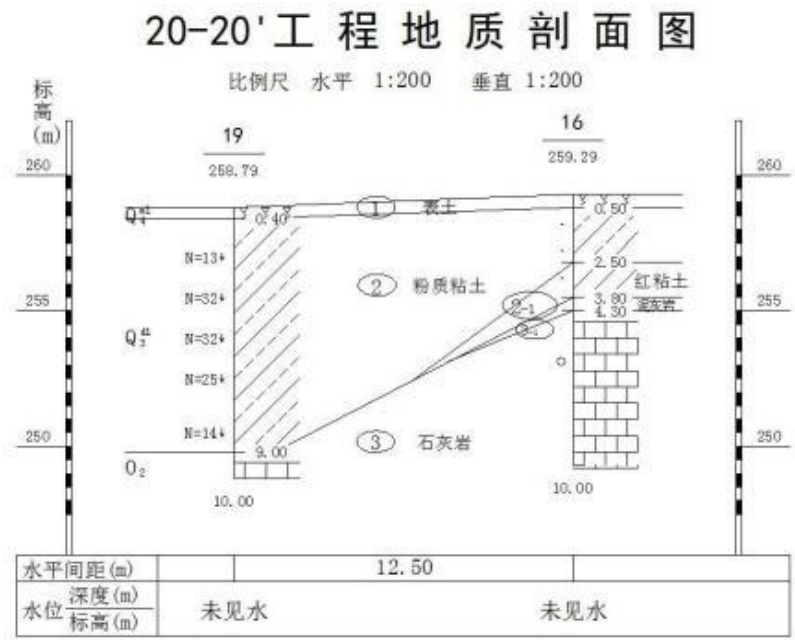 20-20'工程地质剖面图
比例尺 水平 1:200 垂直 1:200
标高(m)
19
258.79
16
259.29
260
260
0.40
1
表土
0.50
N=13
2.50
2
粉质粘土
红粘土
N=32
3.80
泥灰岩
255
255
4.30
N=32
N=25
N=14
3
石灰岩
250
250
9.00
O₂
10.00
10.00
水平间距(m)
12.50
水位
深度(m)
标高(m)
未见水
未见水